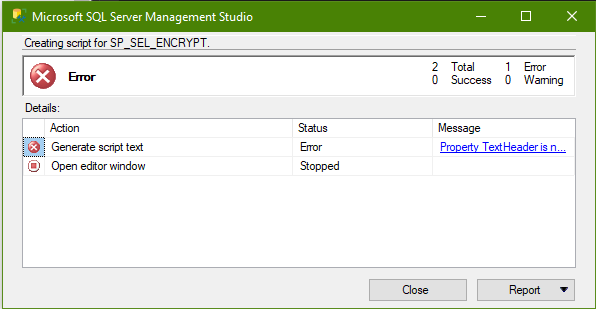 Microsoft SQL Server Management Studio
Creating script for SP_SEL_ENCRYPT.
Error
2 Total 1 Error
0 Success 0 Warning
Details:
Action Status Message
Generate script text Error Property TextHeader is n...
Open editor window Stopped
Close Report